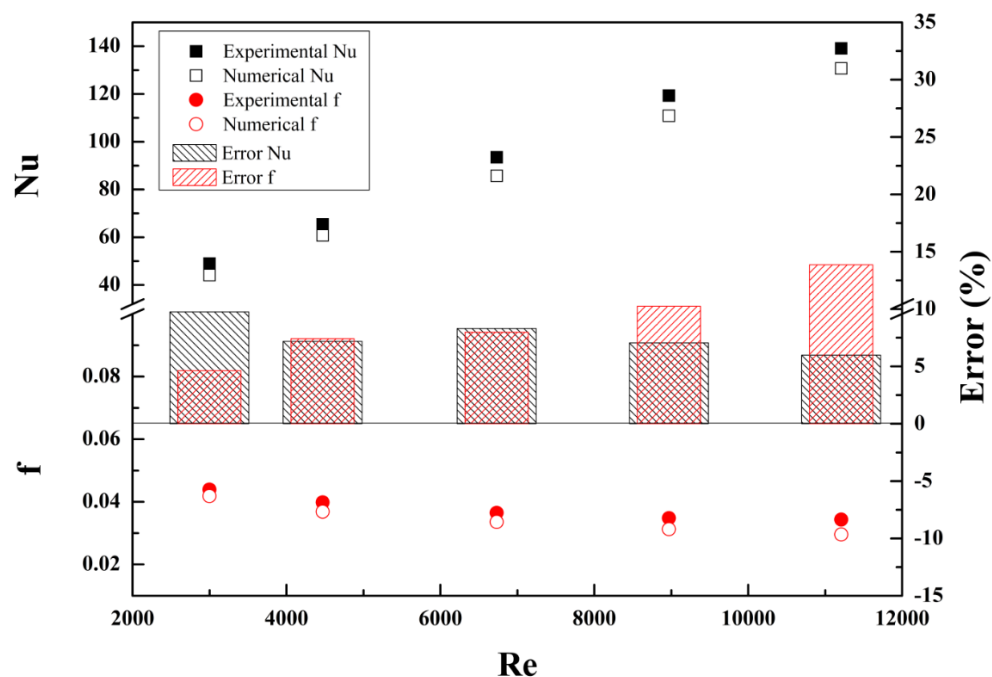 Experimental Nu
Numerical Nu
Experimental f
Numerical f
Error Nu
Error f
Nu
140
120
100
80
60
40
f
0.08
0.06
0.04
0.02
35
30
25
20
15
10
5
0
-5
-10
-15
Error (%)
2000 4000 6000 8000 10000 12000
Re